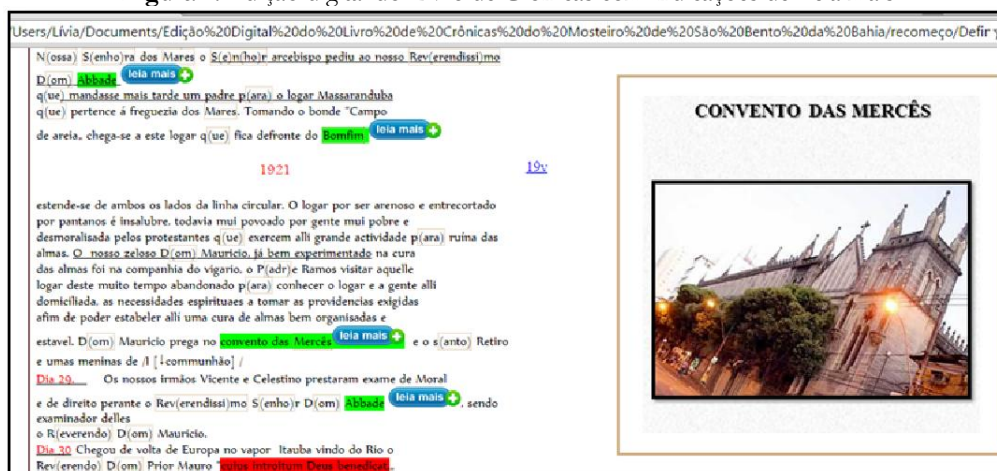 Users/Lívia/Documents/Edição%20Digital%20do%20Livro%20de%20Crônicas%20do%20Mosteiro%20de%20São%20Bento%20da%20Bahia/recomeço/Defir
N(ossa) S(enho)ra dos Mares o S(e)n(ho)r arcebispo pediu ao nosso Rev(erendissi)mo
D(om) Abbade leia mais
q(ue) mandasse mais tarde um padre p(ara) o logar Massaranduba
q(ue) pertence á freguezia dos Mares. Tomando o bonde "Campo
de areia, chega-se a este logar q(ue) fica defronte do Bomfim, leia mais
1921 19v
estende-se de ambos os lados da linha circular. O logar por ser arenoso e entrecortado
por pantanos é insalubre, todavia mui povoado por gente mui pobre e
desmoralisada pelos protestantes q(ue) exercem alli grande actividade p(ara) ruína das
almas. O nosso zeloso D(om) Mauricio, já bem experimentado na cura
das almas foi na companhia do vigario, o P(adr)e Ramos visitar aquelle
logar deste muito tempo abandonado p(ara) conhecer o logar e a gente alli
domiciliada, as necessidades espirituaes a tomar as providencias exigidas
afim de poder estabeler alli uma cura de almas bem organisadas e
estavel. D(om) Mauricio prega no convento das Mercês leia mais e o s(anto) Retiro
e umas meninas de /I [↓communhão] /
Dia 29. Os nossos irmãos Vicente e Celestino prestaram exame de Moral
e de direito perante o Rev(erendissi)mo S(enho)r D(om) Abbade leia mais, sendo
examinador delles
o R(everendo) D(om) Mauricio.
Dia 30 Chegou de volta de Europa no vapor Itauba vindo do Rio o
Rev(erendo) D(om) Prior Mauro "cuios introitum Deus benedicat.
CONVENTO DAS MERCÊS